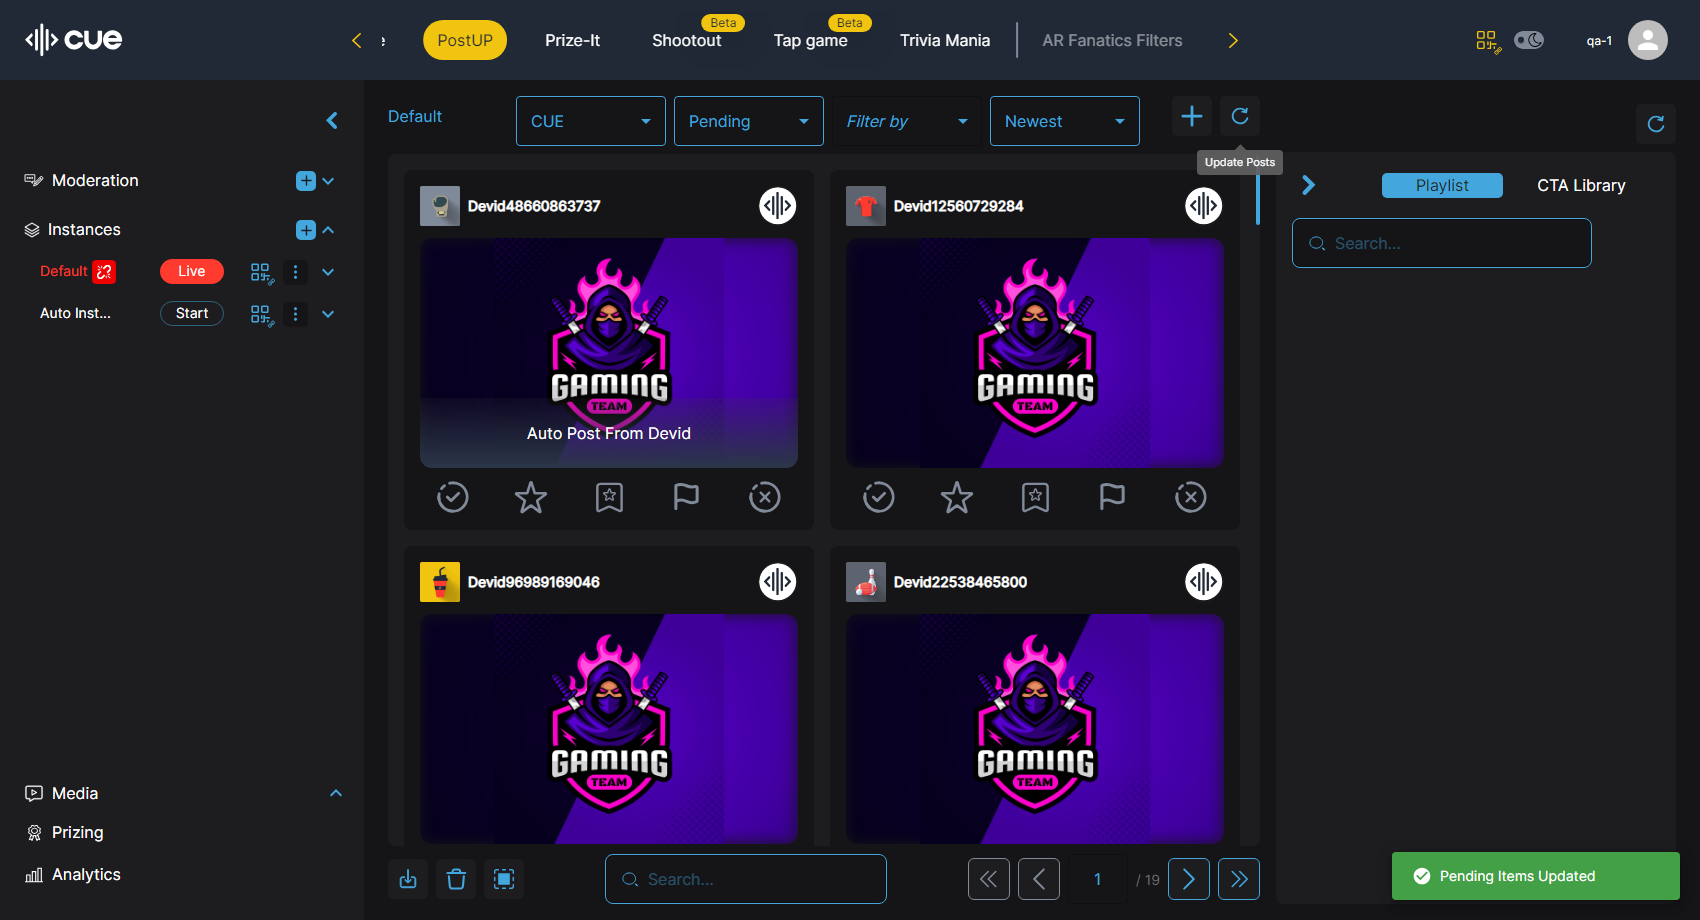 cue
PostUP
Prize-It
Beta
Shootout
Beta
Tap game
Trivia Mania
AR Fanatics Filters
qa-1
Default
CUE
Pending
Filter by
Newest
Update Posts
Moderation
Instances
Default
Live
Auto Inst...
Start
Media
Prizing
Analytics
Devid48660863737
GAMING
TEAM
Auto Post From Devid
Devid12560729284
GAMING
TEAM
Devid96989169046
GAMING
TEAM
Devid22538465800
GAMING
TEAM
Playlist
CTA Library
Search...
Search...
1
/ 19
Pending Items Updated